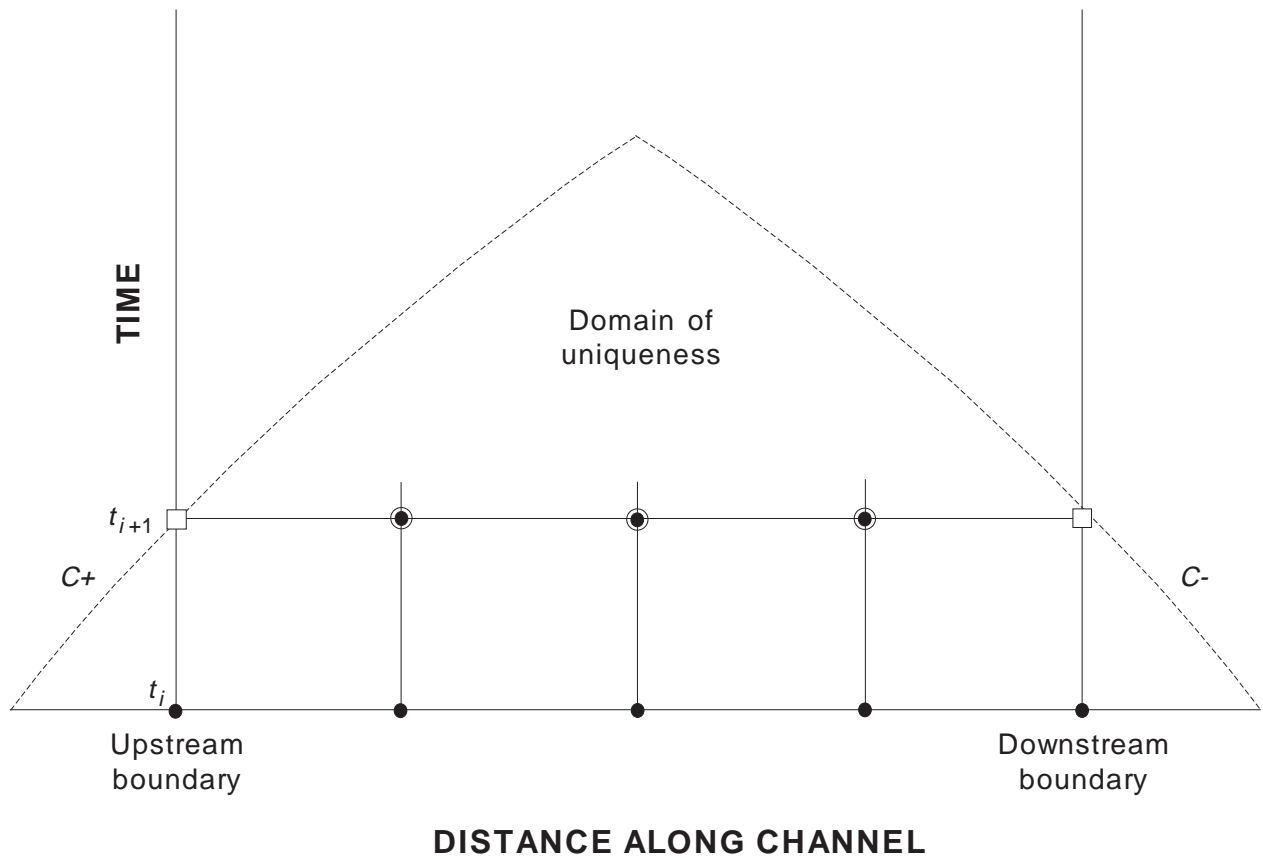 TIME
Domain of
uniqueness
t i+1
C+
C-
t i
Upstream
boundary
Downstream
boundary
DISTANCE ALONG CHANNEL